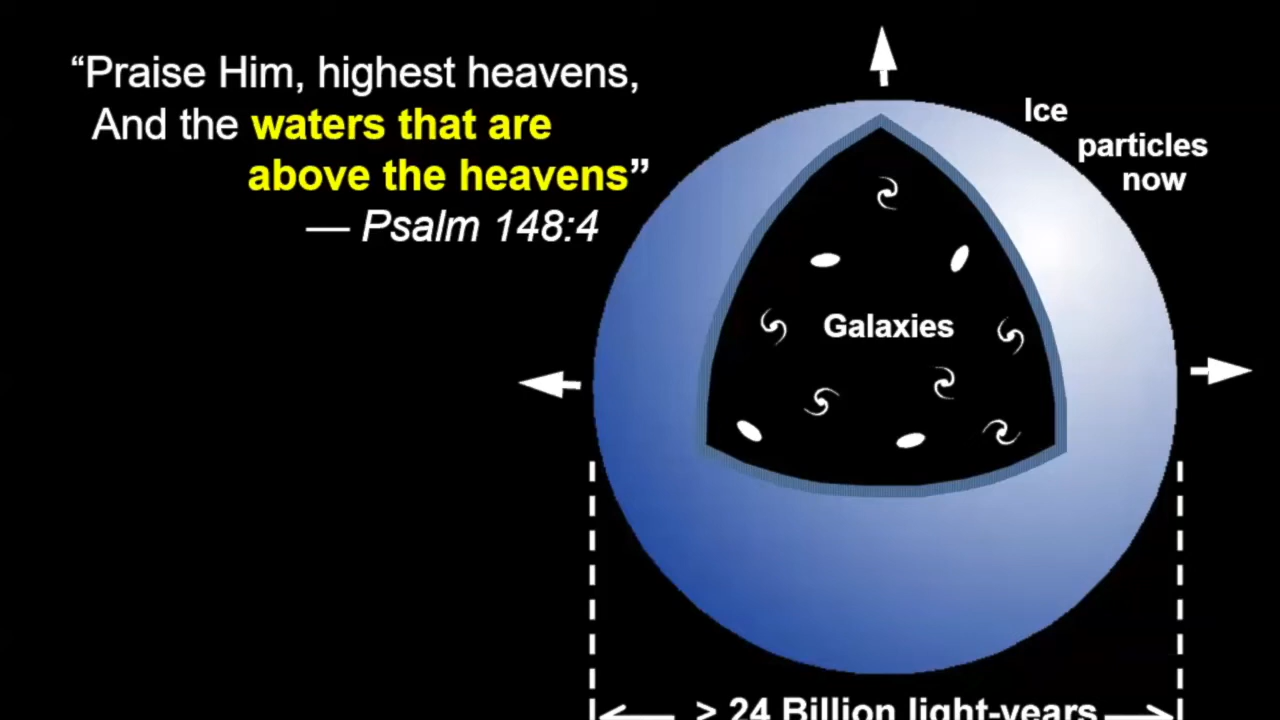 “Praise Him, highest heavens,
And the waters that are
above the heavens”
— Psalm 148:4
Ice
particles
now
Galaxies
> 24 Billion light-years